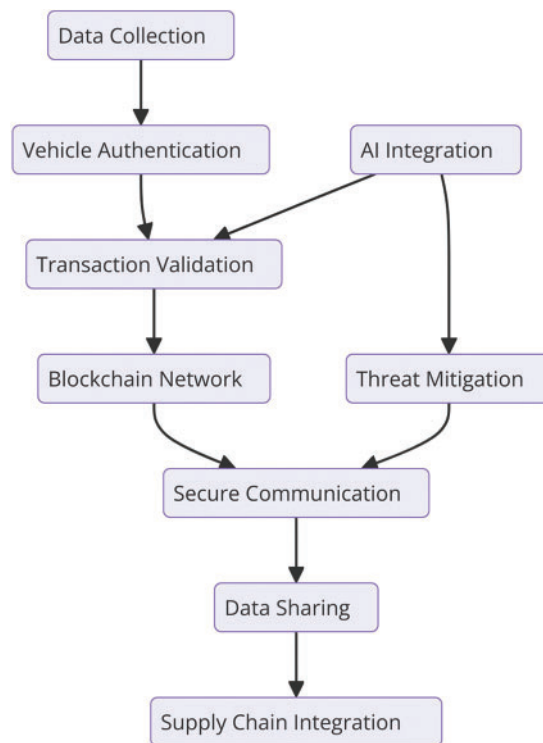 Data Collection
Vehicle Authentication
AI Integration
Transaction Validation
Blockchain Network
Threat Mitigation
Secure Communication
Data Sharing
Supply Chain Integration